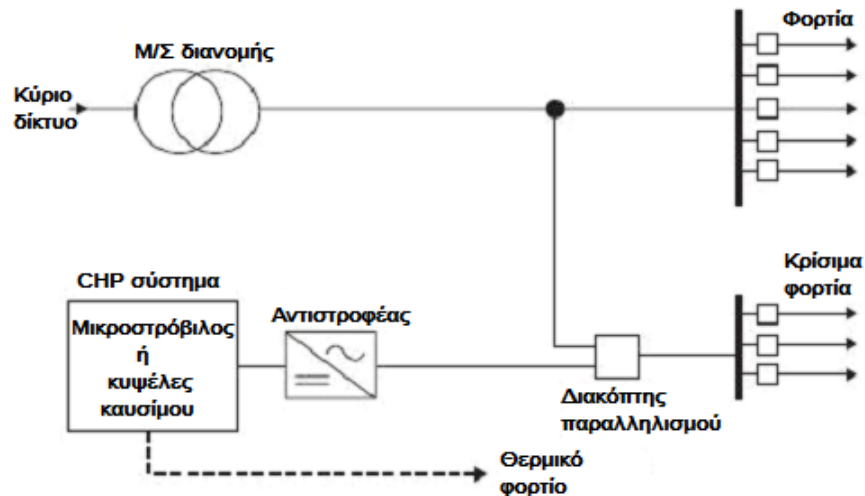 Φορτία
Μ/Σ διανομής
Κύριο
δίκτυο
Κρίσιμα
φορτία
CHP σύστημα
Αντιστροφέας
Μικροστρόβιλος
ή
κυψέλες
καυσίμου
Διακόπτης
παραλληλισμού
Θερμικό
φορτίο